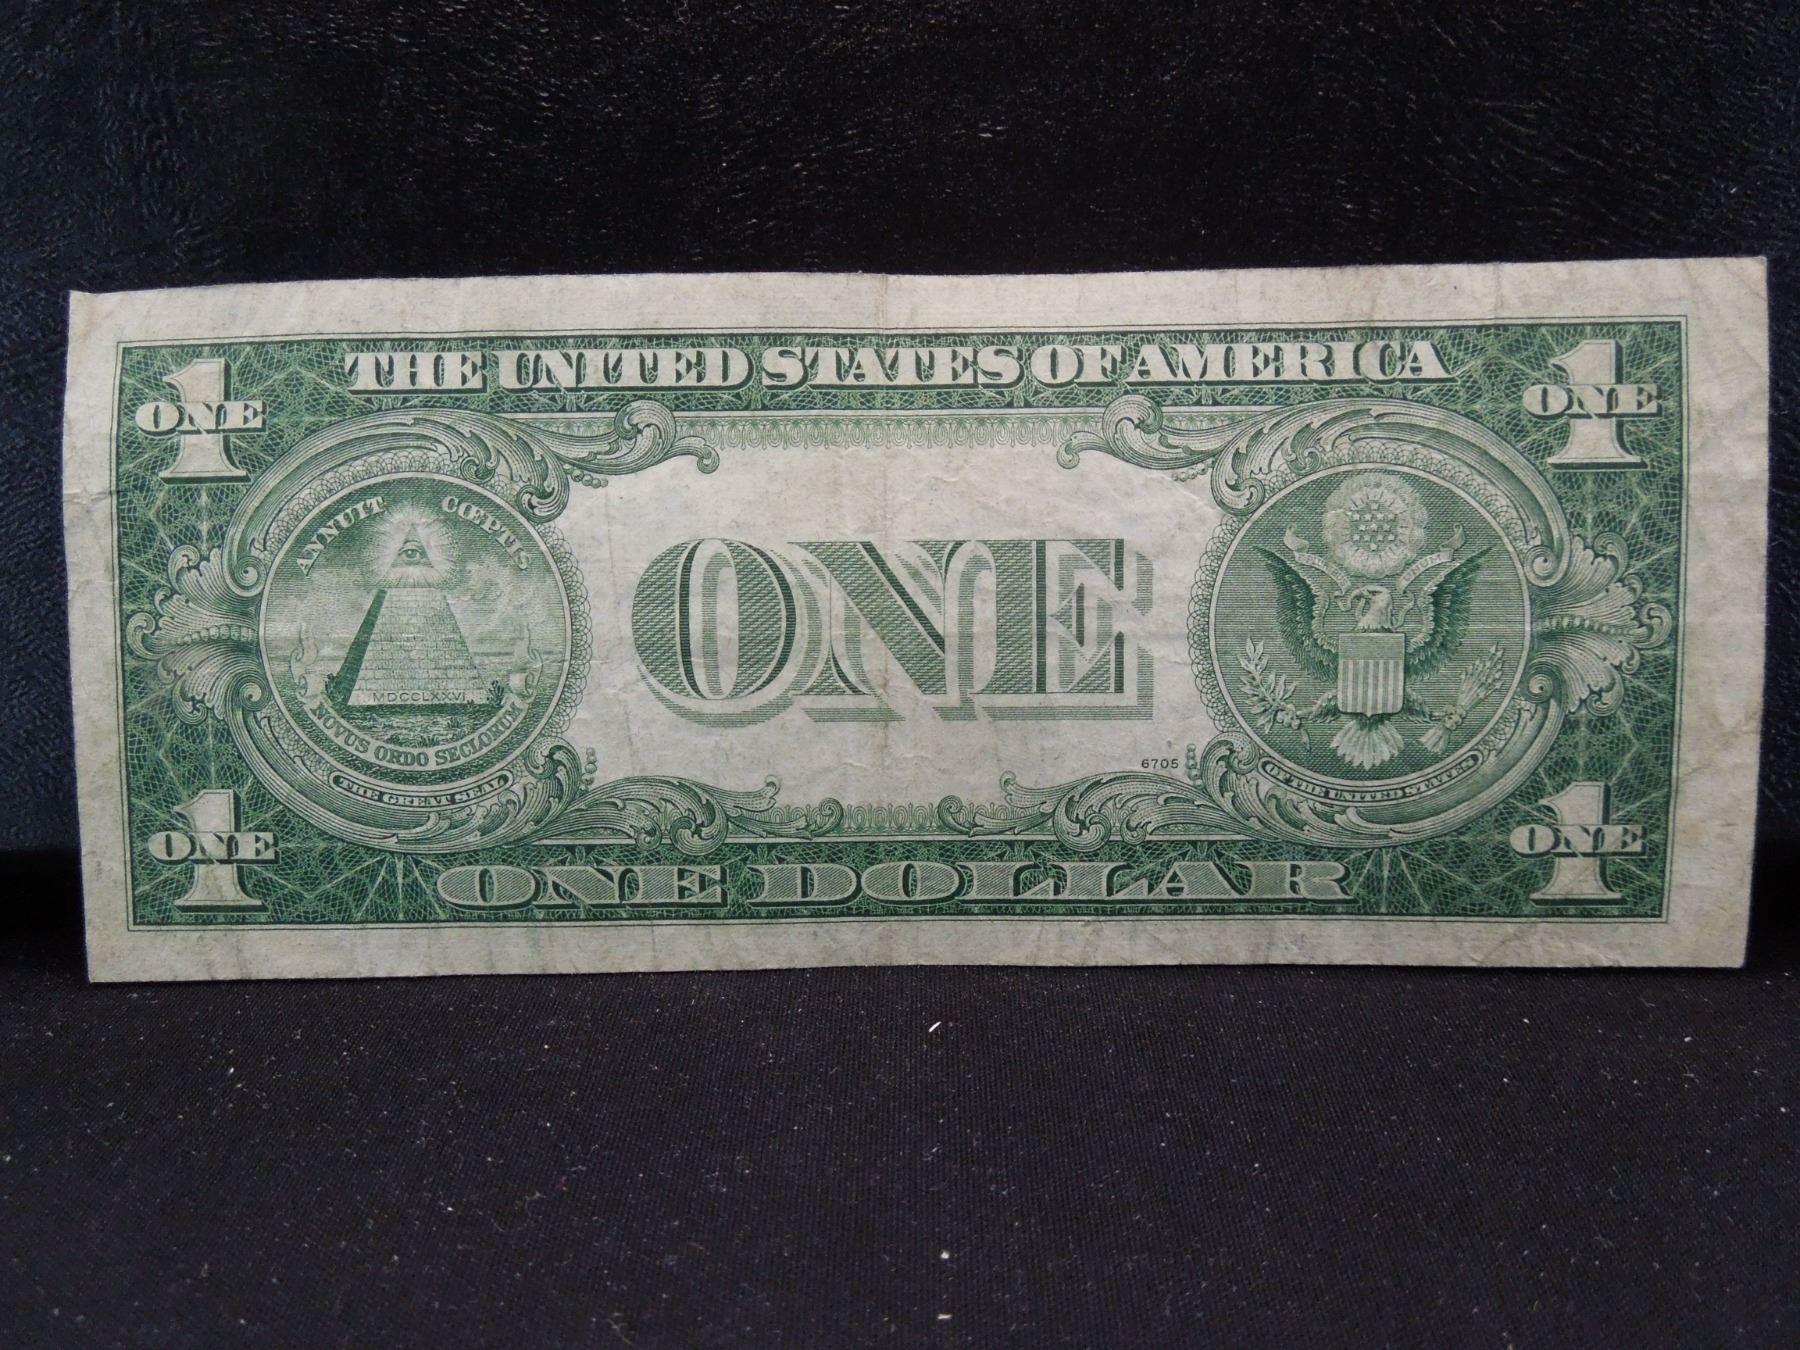 THE UNITED STATES OF AMERICA
1
ONE
1
ONE
ANNUIT CŒPTIS
MDCCLXXVI
NOVUS ORDO SECLORUM
THE GREAT SEAL
ONE
6705
OF THE UNITED STATES
1
ONE
1
ONE
ONE DOLLAR